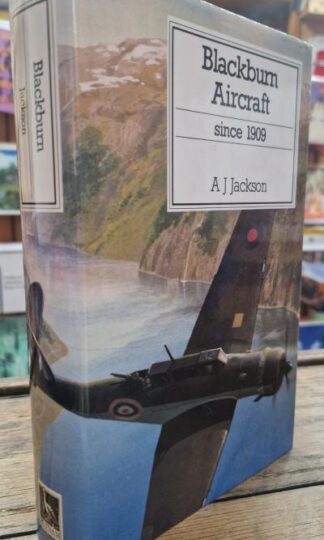 Blackburn
Aircraft
since 1909
A J Jackson
Blackburn
Jackson